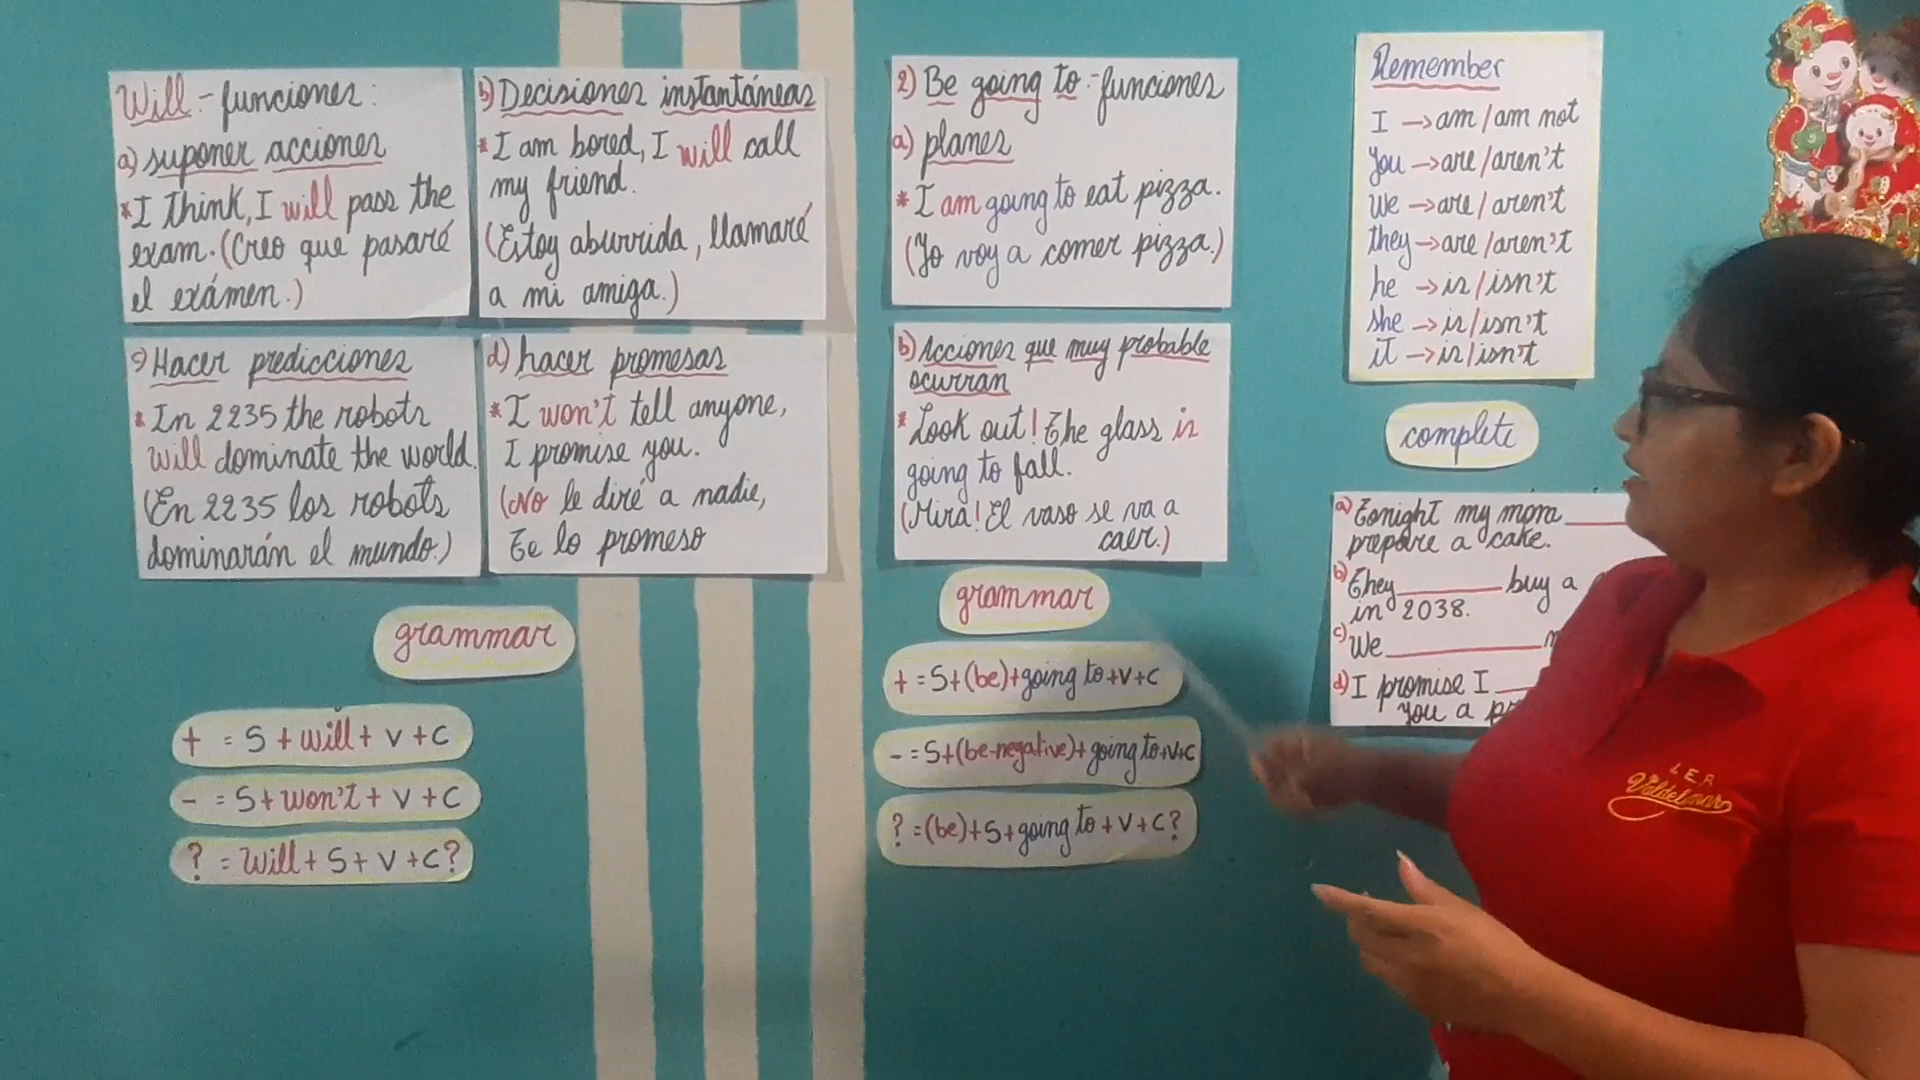 Will - funciones:
a) suponer acciones
*I think, I will pass the
exam. (Creo que pasaré
el exámen.)
b) Decisiones instantáneas
*I am bored, I will call
my friend.
(Estoy aburrida, llamaré
a mi amiga.)
c) Hacer predicciones
*In 2235 the robots
will dominate the world.
(En 2235 los robots
dominarán el mundo.)
d) hacer promesas
*I won't tell anyone,
I promise you.
(No le diré a nadie,
te lo promeso
grammar
+ = S + will + V + C
- = S + won't + V + C
? = Will + S + V + C?
2) Be going to - funciones
a) planes
*I am going to eat pizza.
(Yo voy a comer pizza.)
b) Acciones que muy probable
ocurran
*Look out! The glass is
going to fall.
(Mira! El vaso se va a
caer.)
grammar
+ = S+(be)+going to+V+C
- = S+(be-negative)+going to+V+C
? = (be)+S+going to+V+C?
Remember
I → am / am not
you → are / aren't
we → are / aren't
they → are / aren't
he → is / isn't
she → is / isn't
it → is / isn't
complete
a) Tonight my mom ____
prepare a cake.
b) They ____ buy a
in 2038.
c) We ____
d) I promise I ____
you a
L.E.A
Valdelomar